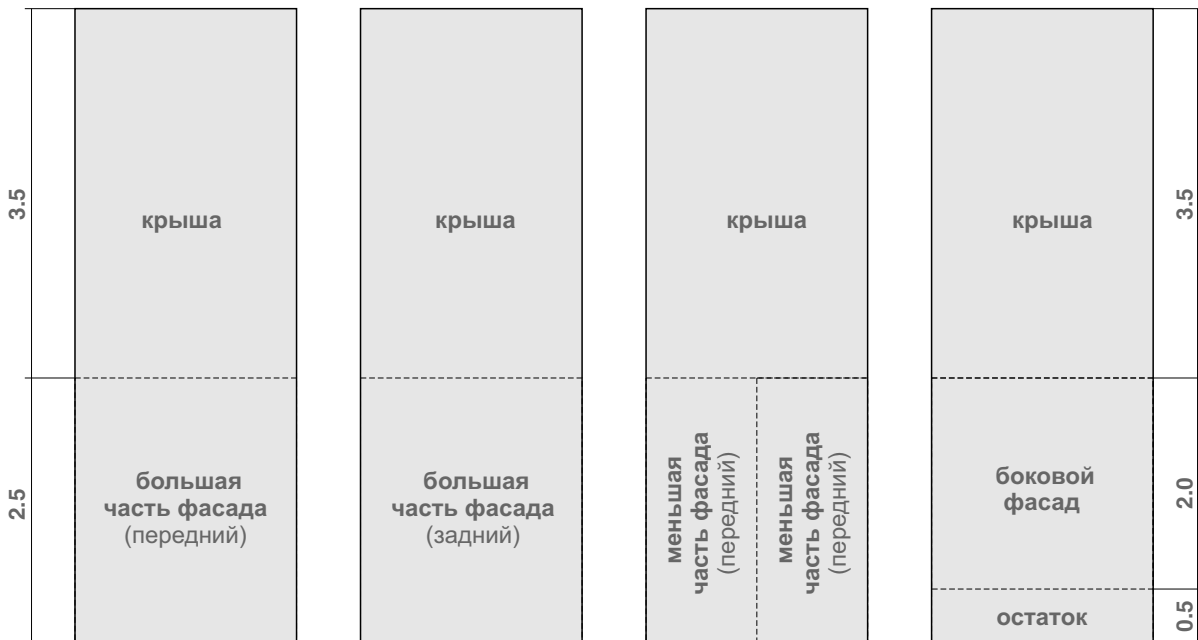 3.5
крыша
крыша
крыша
крыша
3.5
2.5
большая
часть фасада
(передний)
большая
часть фасада
(задний)
меньшая
часть фасада
(передний)
меньшая
часть фасада
(передний)
боковой
фасад
2.0
остаток
0.5